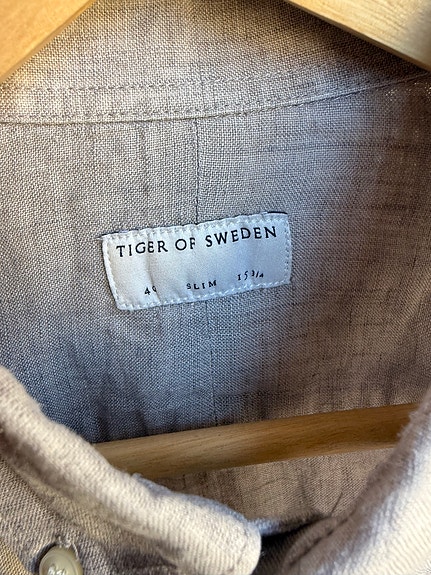 TIGER OF SWEDEN
40 SLIM 15 3/4